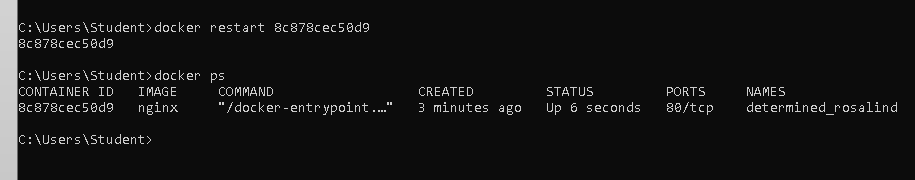 C:\Users\Student>docker restart 8c878cec50d9
8c878cec50d9
C:\Users\Student>docker ps
CONTAINER ID   IMAGE     COMMAND                  CREATED         STATUS         PORTS     NAMES
8c878cec50d9   nginx     "/docker-entrypoint.…"   3 minutes ago   Up 6 seconds   80/tcp    determined_rosalind
C:\Users\Student>